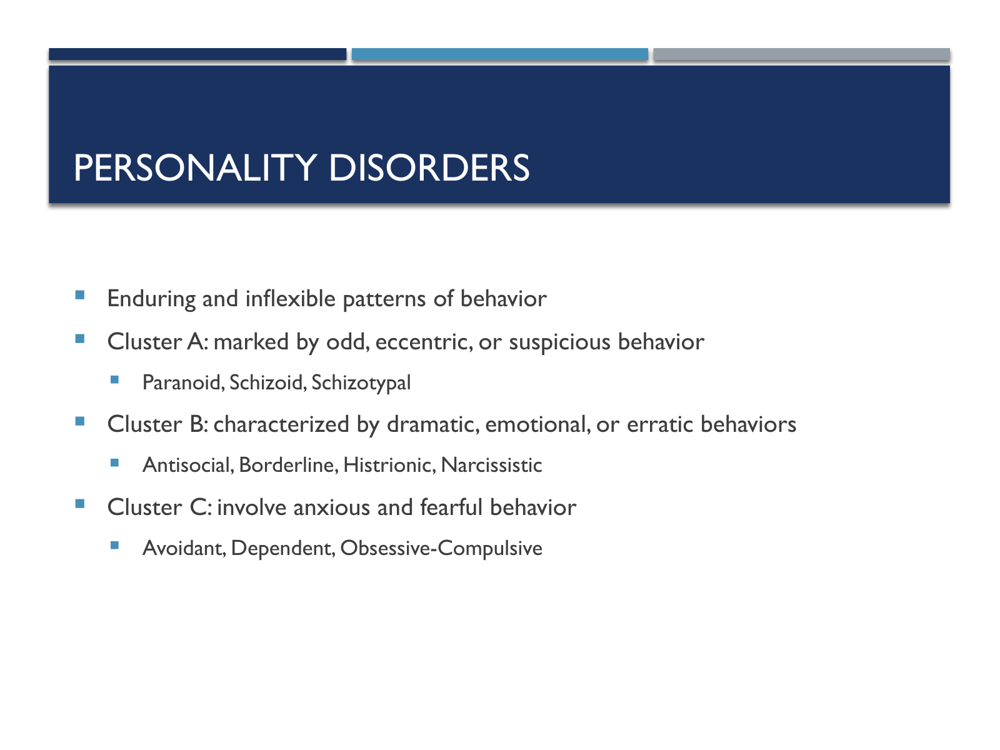 PERSONALITY DISORDERS
Enduring and inflexible patterns of behavior
Cluster A: marked by odd, eccentric, or suspicious behavior
Paranoid, Schizoid, Schizotypal
Cluster B: characterized by dramatic, emotional, or erratic behaviors
Antisocial, Borderline, Histrionic, Narcissistic
Cluster C: involve anxious and fearful behavior
Avoidant, Dependent, Obsessive-Compulsive